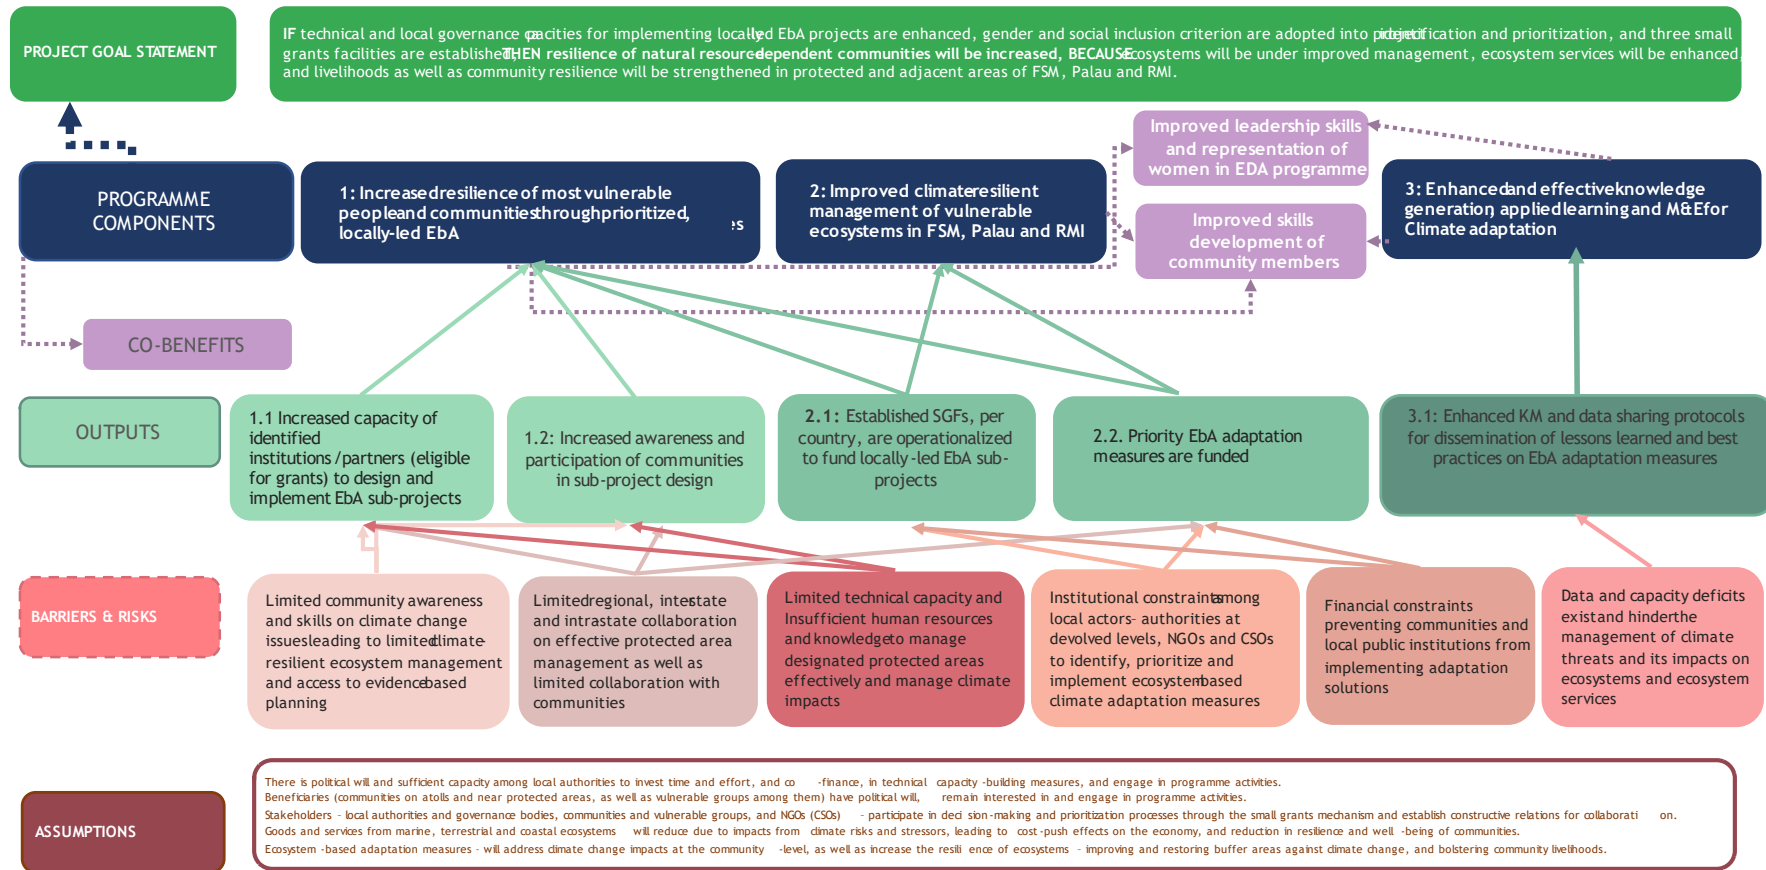 PROJECT GOAL STATEMENT
IF technical and local governance capacities for implementing locally-led EbA projects are enhanced, gender and social inclusion criterion are adopted into project identification and prioritization, and three small
grants facilities are established, THEN resilience of natural resource-dependent communities will be increased, BECAUSE ecosystems will be under improved management, ecosystem services will be enhanced,
and livelihoods as well as community resilience will be strengthened in protected and adjacent areas of FSM, Palau and RMI.
Improved leadership skills
and representation of
women in EDA programme
PROGRAMME
COMPONENTS
1: Increased resilience of most vulnerable
people and communities through prioritized,
locally-led EbA
es
2: Improved climate resilient
management of vulnerable
ecosystems in FSM, Palau and RMI
Improved skills
development of
community members
3: Enhanced and effective knowledge
generation, applied learning and M&E for
Climate adaptation
CO-BENEFITS
OUTPUTS
1.1 Increased capacity of
identified
institutions/partners (eligible
for grants) to design and
implement EbA sub-projects
1.2: Increased awareness and
participation of communities
in sub-project design
2.1: Established SGFs, per
country, are operationalized
to fund locally-led EbA sub-
projects
2.2. Priority EbA adaptation
measures are funded
3.1: Enhanced KM and data sharing protocols
for dissemination of lessons learned and best
practices on EbA adaptation measures
BARRIERS & RISKS
Limited community awareness
and skills on climate change
issues leading to limited climate-
resilient ecosystem management
and access to evidence-based
planning
Limited regional, inter-state
and intrastate collaboration
on effective protected area
management as well as
limited collaboration with
communities
Limited technical capacity and
Insufficient human resources
and knowledge to manage
designated protected areas
effectively and manage climate
impacts
Institutional constraints among
local actors- authorities at
devolved levels, NGOs and CSOs
to identify, prioritize and
implement ecosystem-based
climate adaptation measures
Financial constraints
preventing communities and
local public institutions from
implementing adaptation
solutions
Data and capacity deficits
exist and hinder the
management of climate
threats and its impacts on
ecosystems and ecosystem
services
ASSUMPTIONS
There is political will and sufficient capacity among local authorities to invest time and effort, and co-finance, in technical capacity-building measures, and engage in programme activities.
Beneficiaries (communities on atolls and near protected areas, as well as vulnerable groups among them) have political will, remain interested in and engage in programme activities.
Stakeholders - local authorities and governance bodies, communities and vulnerable groups, and NGOs (CSOs) - participate in decision-making and prioritization processes through the small grants mechanism and establish constructive relations for collaboration.
Goods and services from marine, terrestrial and coastal ecosystems will reduce due to impacts from climate risks and stressors, leading to cost-push effects on the economy, and reduction in resilience and well-being of communities.
Ecosystem-based adaptation measures - will address climate change impacts at the community-level, as well as increase the resilience of ecosystems - improving and restoring buffer areas against climate change, and bolstering community livelihoods.